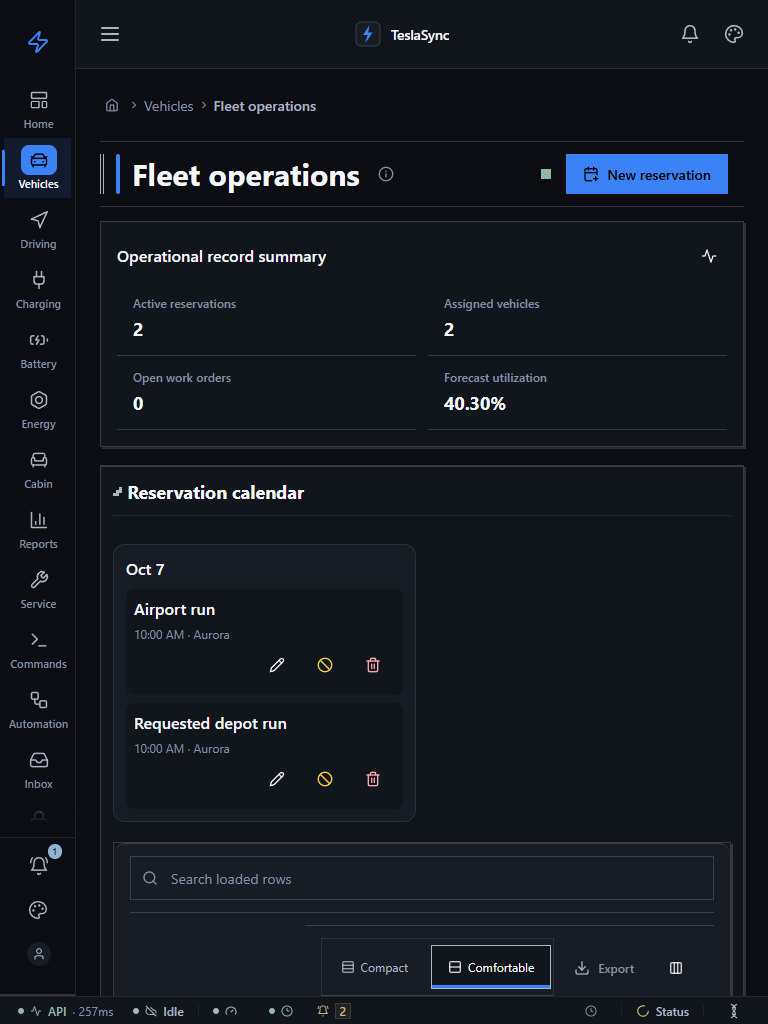 TeslaSync
Home
Vehicles
Driving
Charging
Battery
Energy
Cabin
Reports
Service
Commands
Automation
Inbox
1
Vehicles
Fleet operations
Fleet operations
New reservation
Operational record summary
Active reservations
2
Assigned vehicles
2
Open work orders
0
Forecast utilization
40.30%
Reservation calendar
Oct 7
Airport run
10:00 AM · Aurora
Requested depot run
10:00 AM · Aurora
Search loaded rows
Compact
Comfortable
Export
API · 257ms
Idle
2
Status